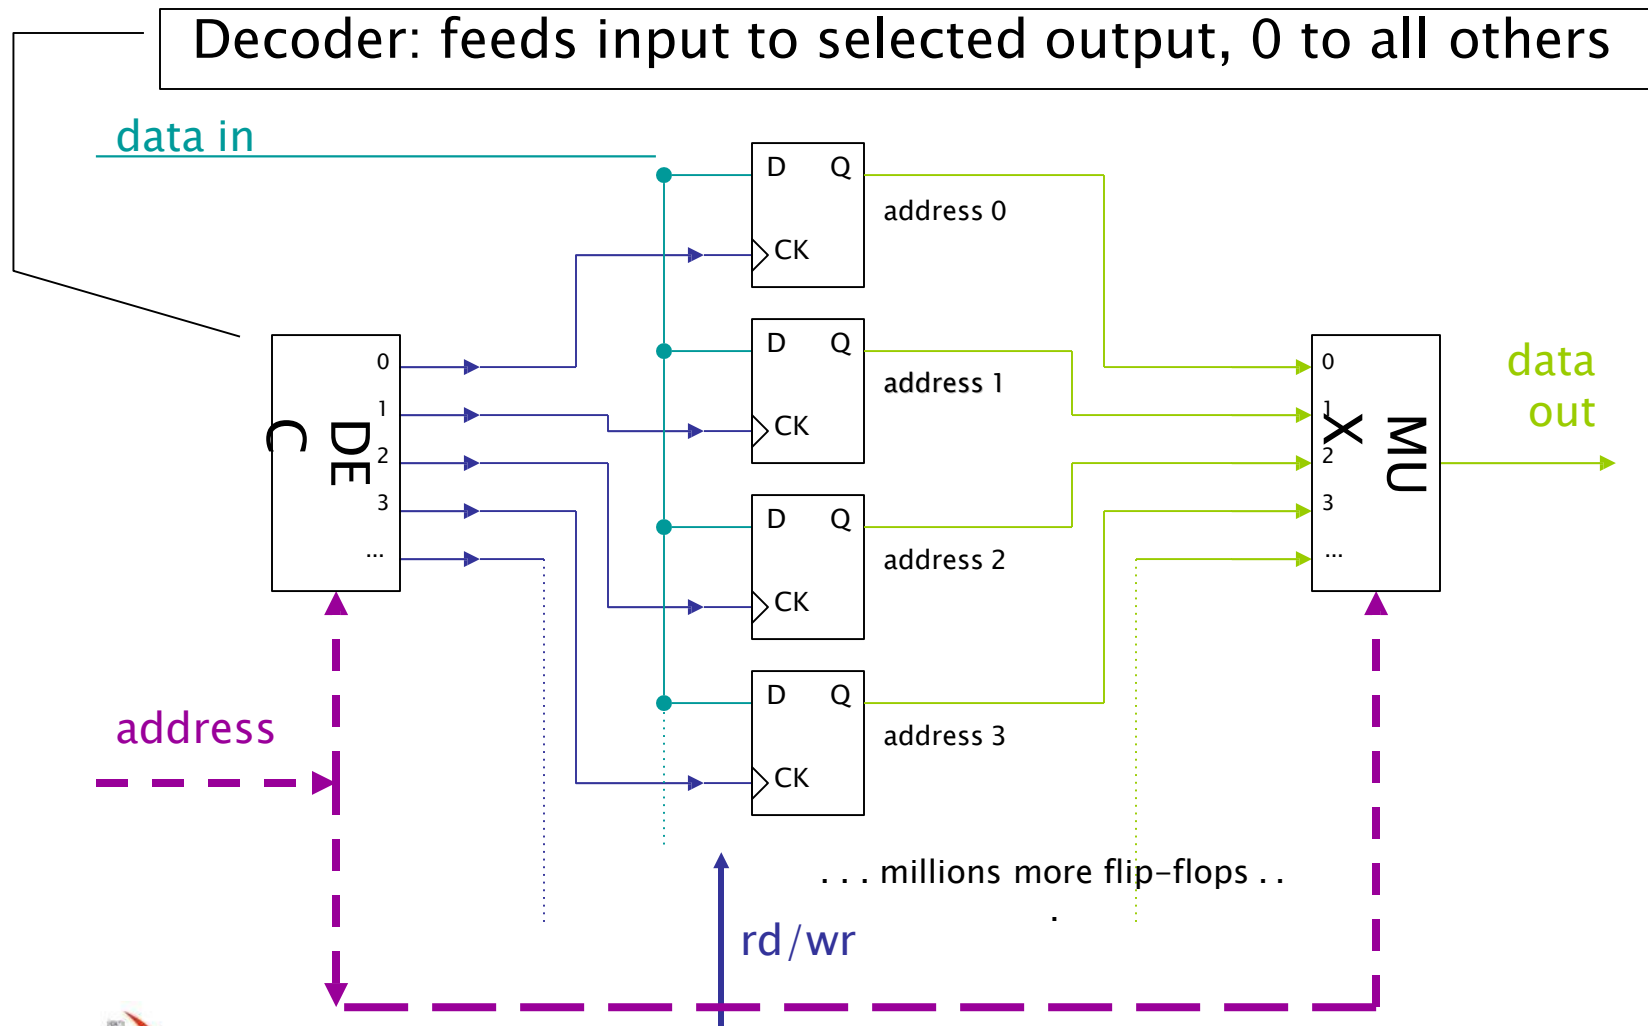 Decoder: feeds input to selected output, 0 to all others
data in
D Q
address 0
CK
D Q
address 1
CK
D Q
address 2
CK
D Q
address 3
CK
0
1
2
3
...
DE
C
0
1
2
3
...
MU
X
data
out
address
. . . millions more flip-flops . .
.
rd/wr